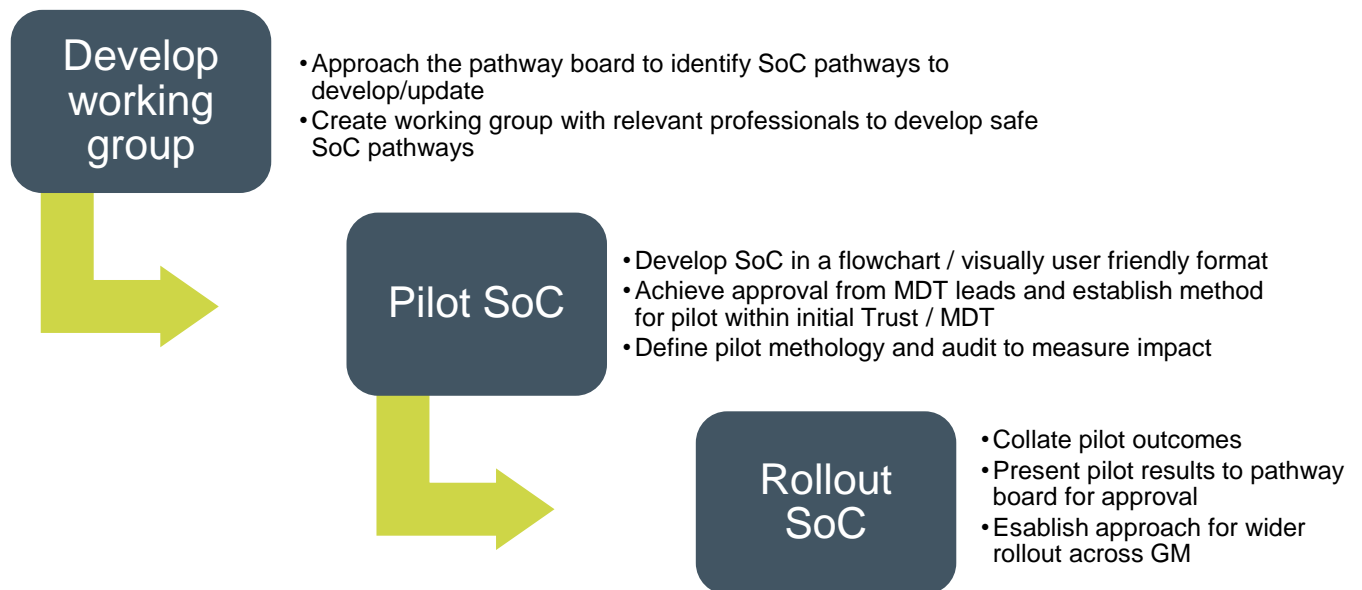 Develop
working
group
•Approach the pathway board to identify SoC pathways to
develop/update
•Create working group with relevant professionals to develop safe
SoC pathways
Pilot SoC
•Develop SoC in a flowchart / visually user friendly format
•Achieve approval from MDT leads and establish method
for pilot within initial Trust / MDT
•Define pilot methology and audit to measure impact
Rollout
SoC
•Collate pilot outcomes
•Present pilot results to pathway
board for approval
•Esablish approach for wider
rollout across GM